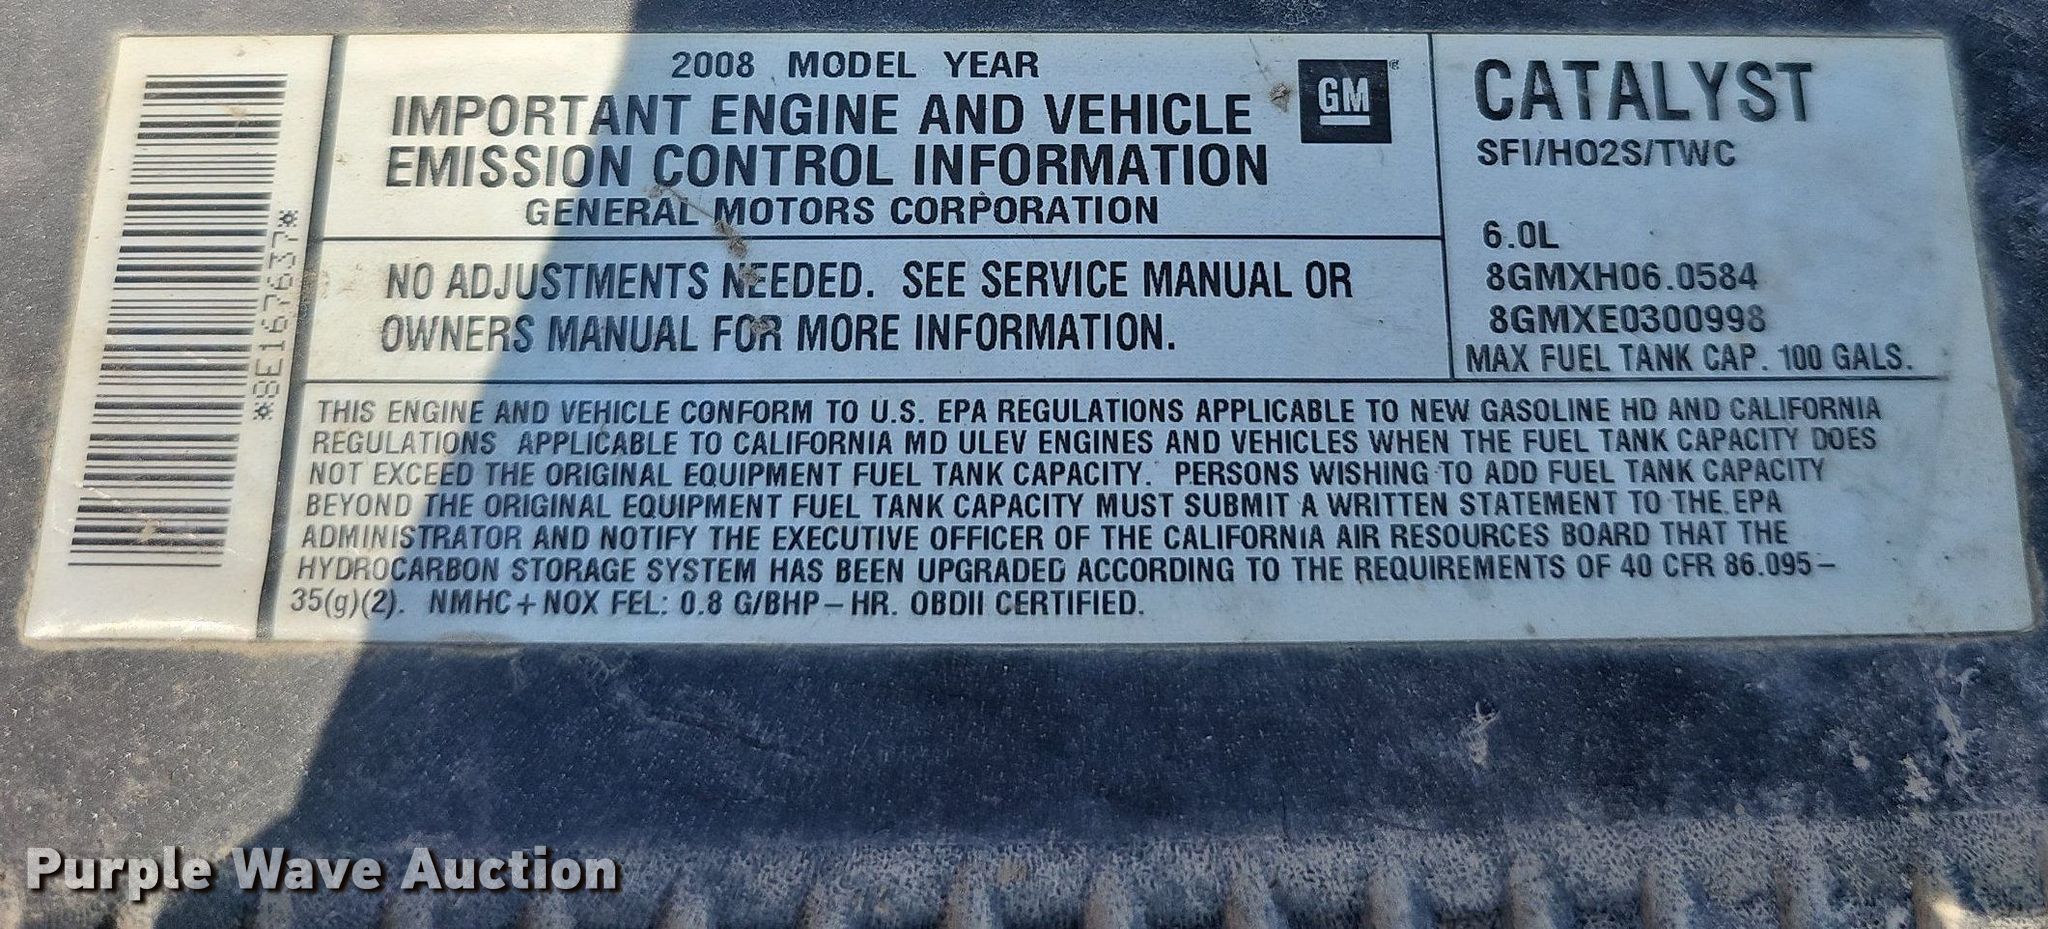 *8E167637*
2008 MODEL YEAR
IMPORTANT ENGINE AND VEHICLE
EMISSION CONTROL INFORMATION
GENERAL MOTORS CORPORATION
GM
NO ADJUSTMENTS NEEDED. SEE SERVICE MANUAL OR
OWNERS MANUAL FOR MORE INFORMATION.
CATALYST
SFI/HO2S/TWC
6.0L
8GMXH06.0584
8GMXE0300998
MAX FUEL TANK CAP. 100 GALS.
THIS ENGINE AND VEHICLE CONFORM TO U.S. EPA REGULATIONS APPLICABLE TO NEW GASOLINE HD AND CALIFORNIA
REGULATIONS APPLICABLE TO CALIFORNIA MD ULEV ENGINES AND VEHICLES WHEN THE FUEL TANK CAPACITY DOES
NOT EXCEED THE ORIGINAL EQUIPMENT FUEL TANK CAPACITY. PERSONS WISHING TO ADD FUEL TANK CAPACITY
BEYOND THE ORIGINAL EQUIPMENT FUEL TANK CAPACITY MUST SUBMIT A WRITTEN STATEMENT TO THE EPA
ADMINISTRATOR AND NOTIFY THE EXECUTIVE OFFICER OF THE CALIFORNIA AIR RESOURCES BOARD THAT THE
HYDROCARBON STORAGE SYSTEM HAS BEEN UPGRADED ACCORDING TO THE REQUIREMENTS OF 40 CFR 86.095–
35(g)(2). NMHC+NOX FEL: 0.8 G/BHP–HR. OBDII CERTIFIED.
Purple Wave Auction